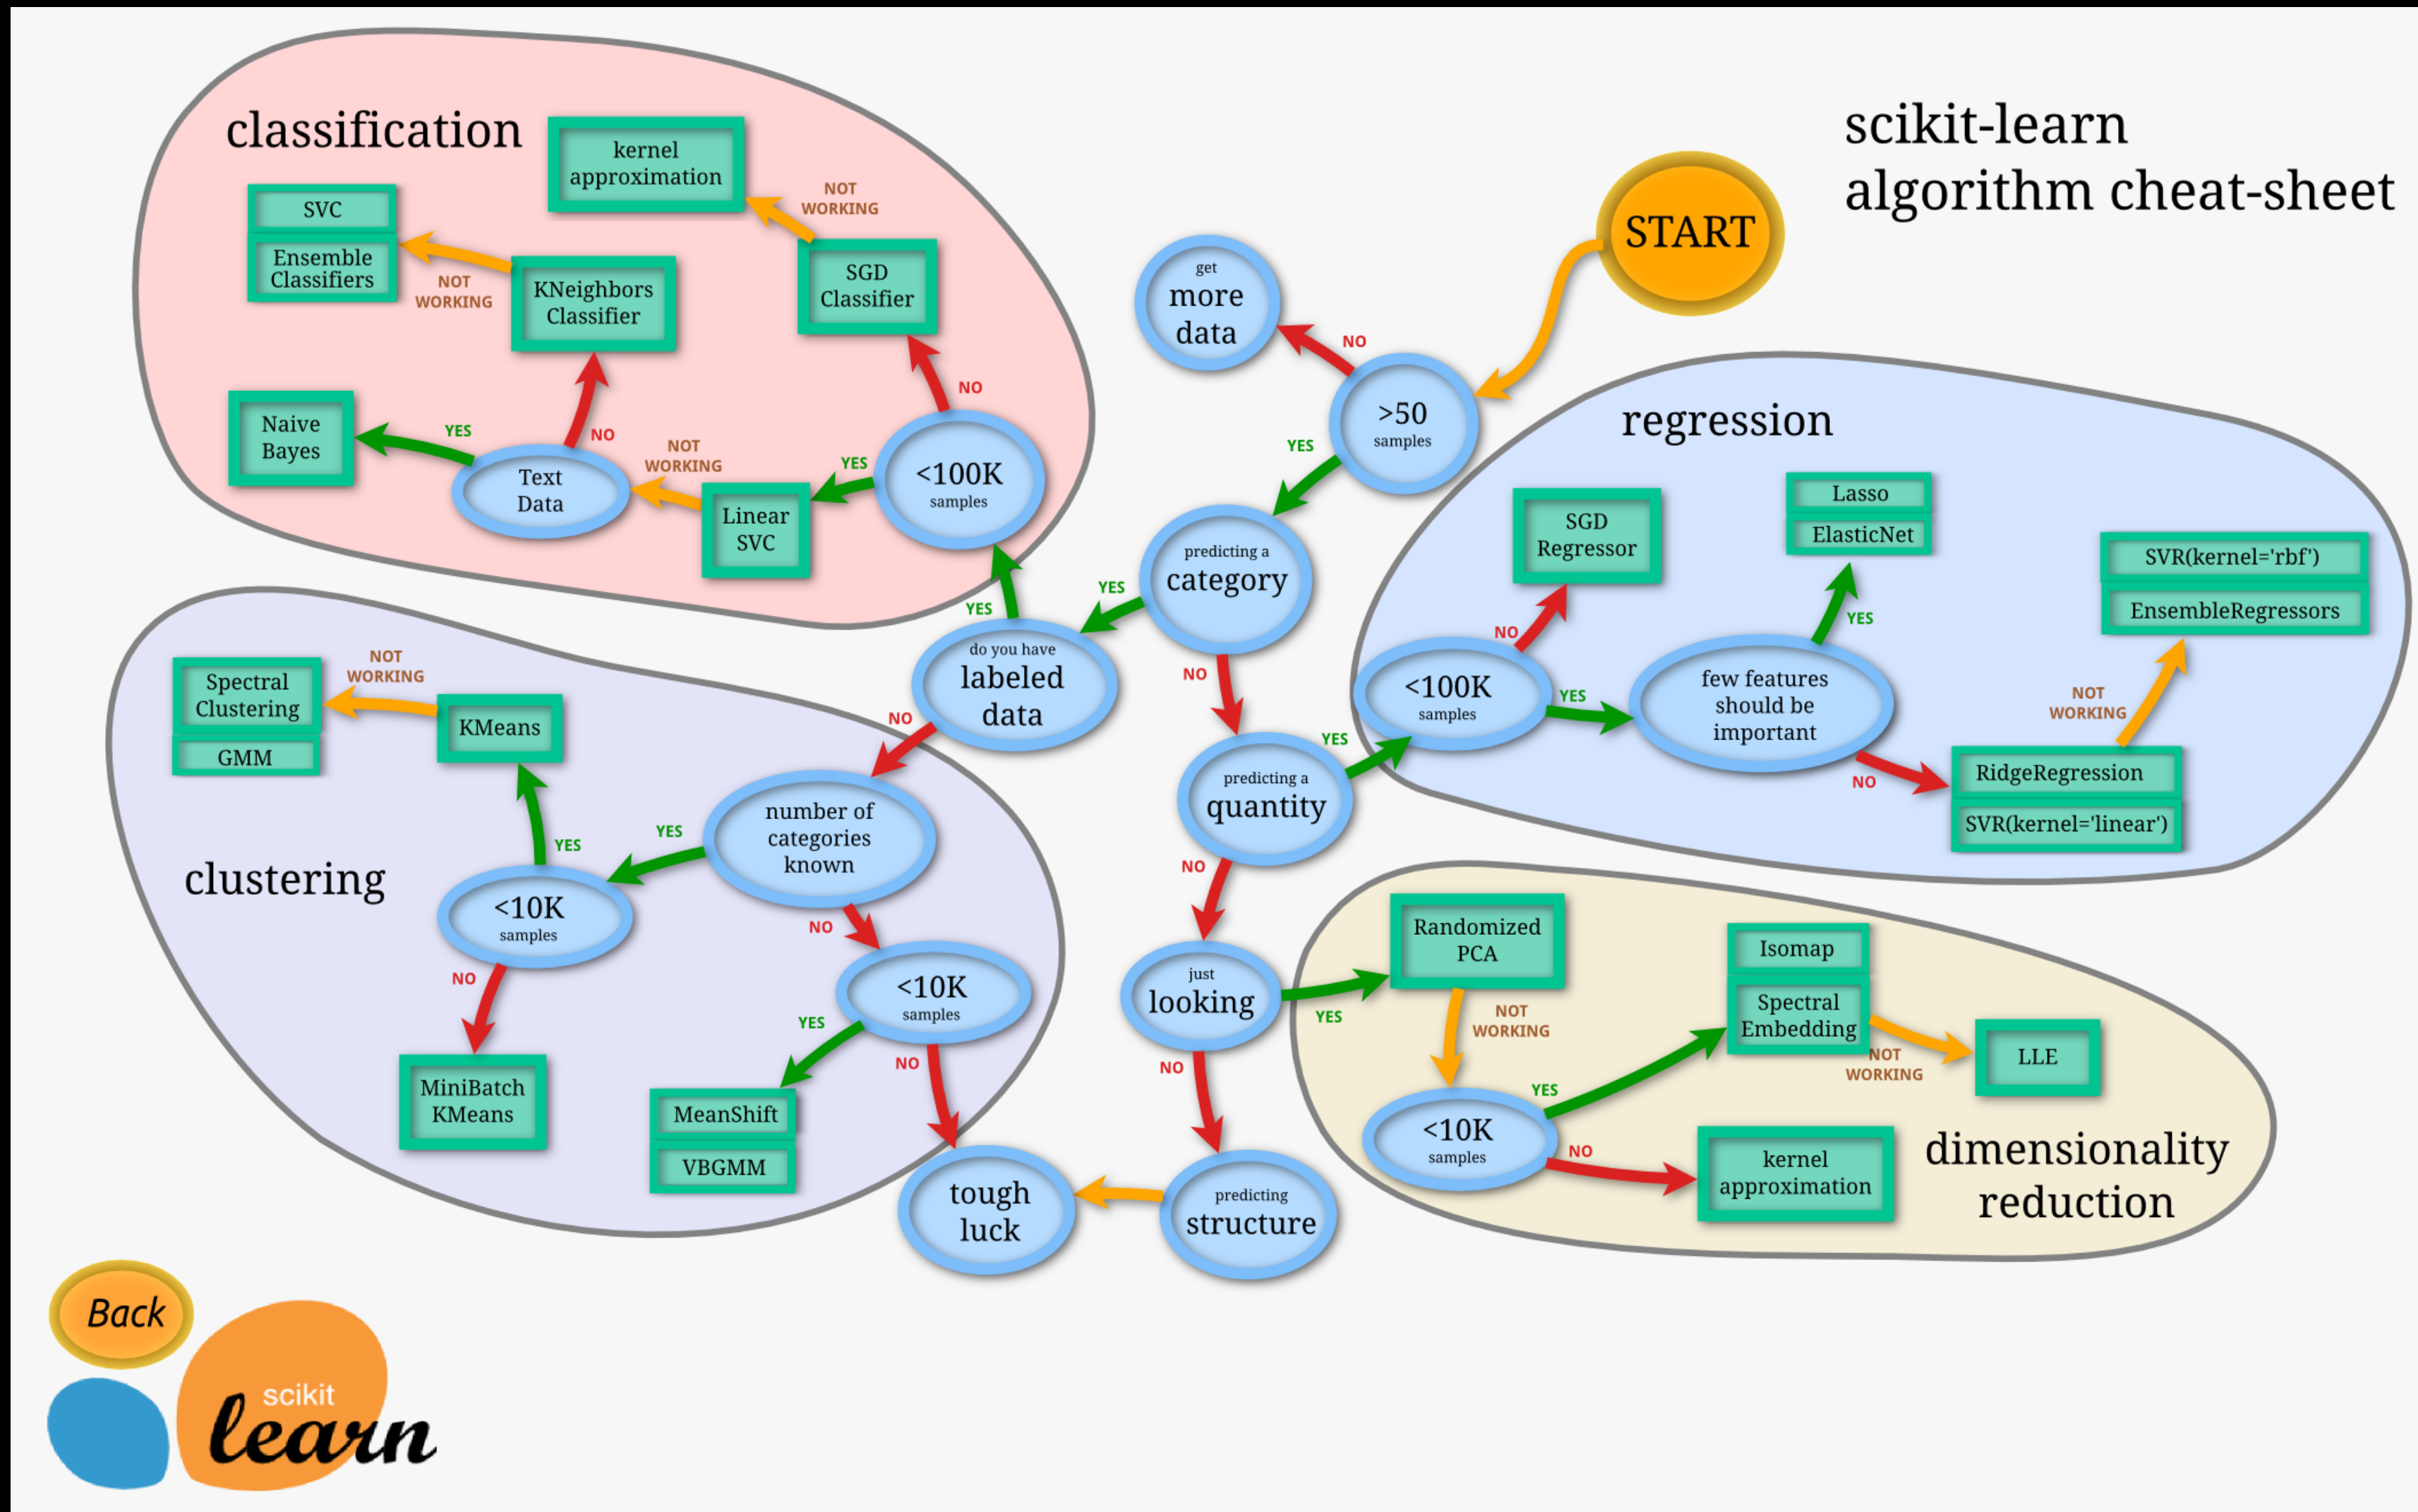 scikit-learn
algorithm cheat-sheet
START
classification
kernel
approximation
NOT
WORKING
SVC
Ensemble
Classifiers
NOT
WORKING
KNeighbors
Classifier
SGD
Classifier
NO
Naive
Bayes
YES
NO
Text
Data
NOT
WORKING
Linear
SVC
YES
<100K
samples
get
more
data
NO
>50
samples
YES
predicting a
category
YES
NO
YES
do you have
labeled
data
NO
regression
SGD
Regressor
Lasso
ElasticNet
SVR(kernel='rbf')
EnsembleRegressors
NO
YES
<100K
samples
YES
few features
should be
important
NOT
WORKING
NO
RidgeRegression
SVR(kernel='linear')
YES
predicting a
quantity
NO
clustering
Spectral
Clustering
GMM
NOT
WORKING
KMeans
YES
YES
number of
categories
known
<10K
samples
NO
NO
<10K
samples
YES
NO
MiniBatch
KMeans
MeanShift
VBGMM
tough
luck
just
looking
YES
NO
predicting
structure
Randomized
PCA
NOT
WORKING
Isomap
Spectral
Embedding
NOT
WORKING
LLE
YES
<10K
samples
NO
kernel
approximation
dimensionality
reduction
Back
scikit
learn